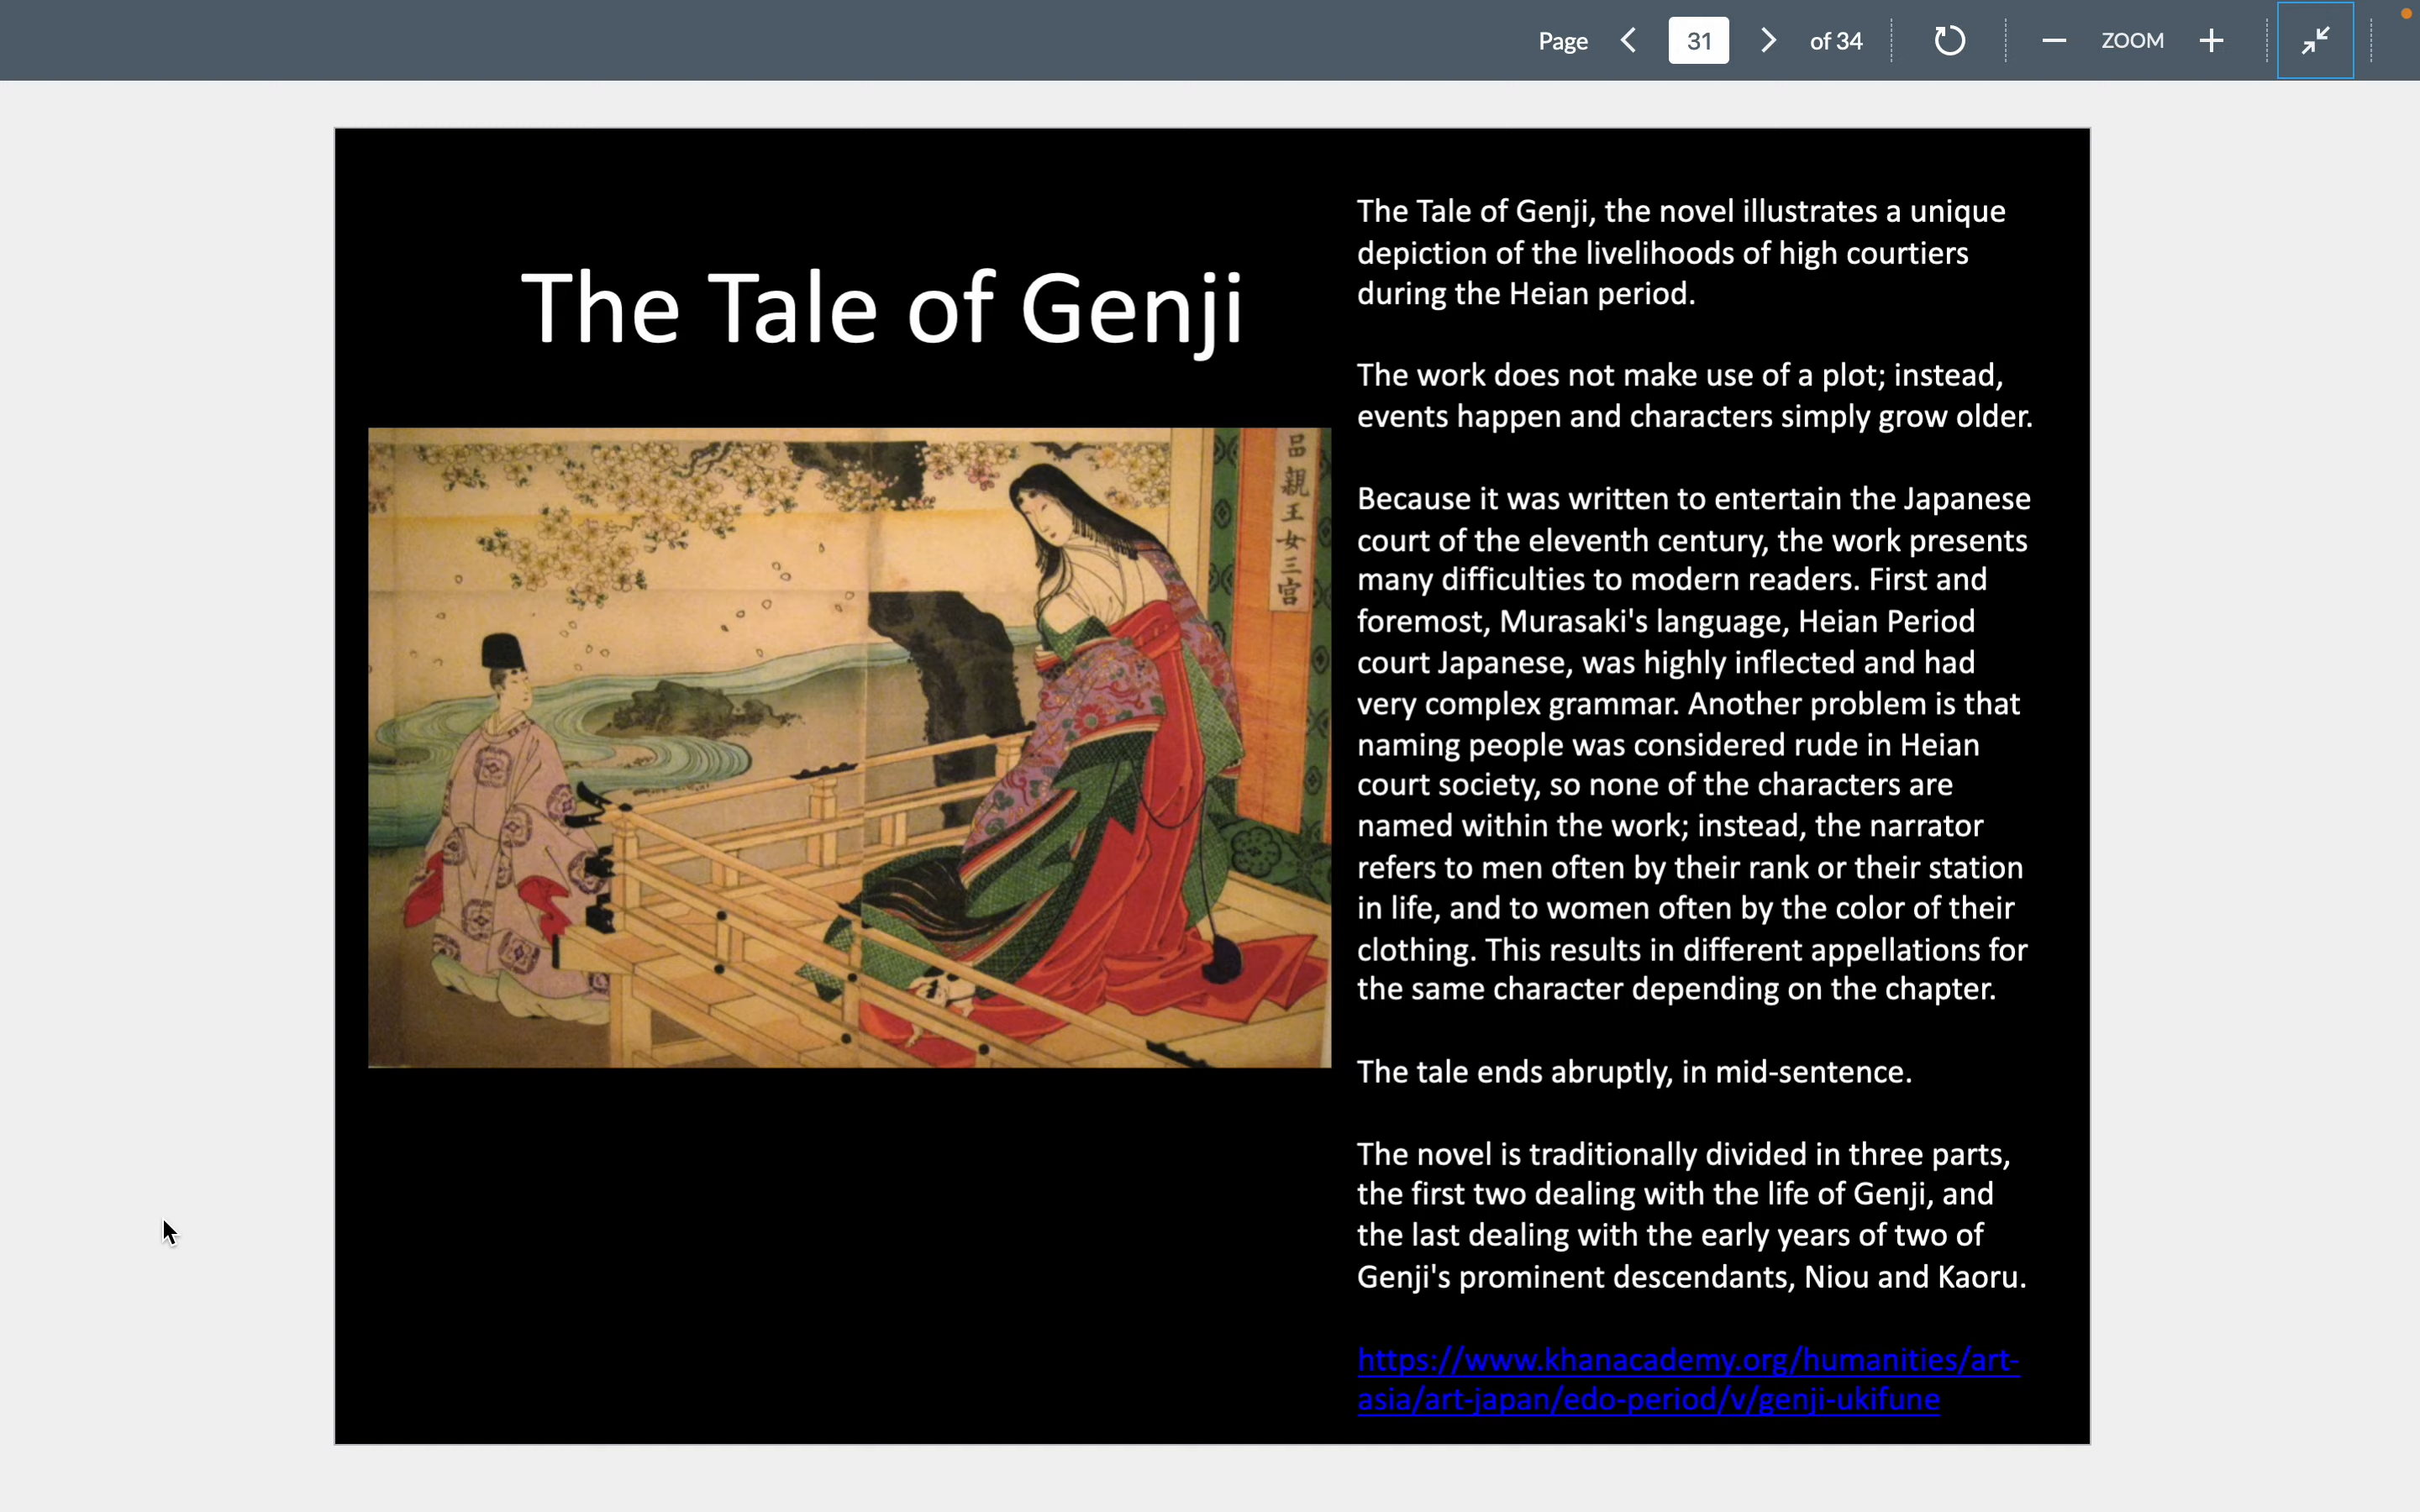 Page 31 of 34 ZOOM
The Tale of Genji
品親王女三宮
The Tale of Genji, the novel illustrates a unique
depiction of the livelihoods of high courtiers
during the Heian period.
The work does not make use of a plot; instead,
events happen and characters simply grow older.
Because it was written to entertain the Japanese
court of the eleventh century, the work presents
many difficulties to modern readers. First and
foremost, Murasaki's language, Heian Period
court Japanese, was highly inflected and had
very complex grammar. Another problem is that
naming people was considered rude in Heian
court society, so none of the characters are
named within the work; instead, the narrator
refers to men often by their rank or their station
in life, and to women often by the color of their
clothing. This results in different appellations for
the same character depending on the chapter.
The tale ends abruptly, in mid-sentence.
The novel is traditionally divided in three parts,
the first two dealing with the life of Genji, and
the last dealing with the early years of two of
Genji's prominent descendants, Niou and Kaoru.
https://www.khanacademy.org/humanities/art-
asia/art-japan/edo-period/v/genji-ukifune